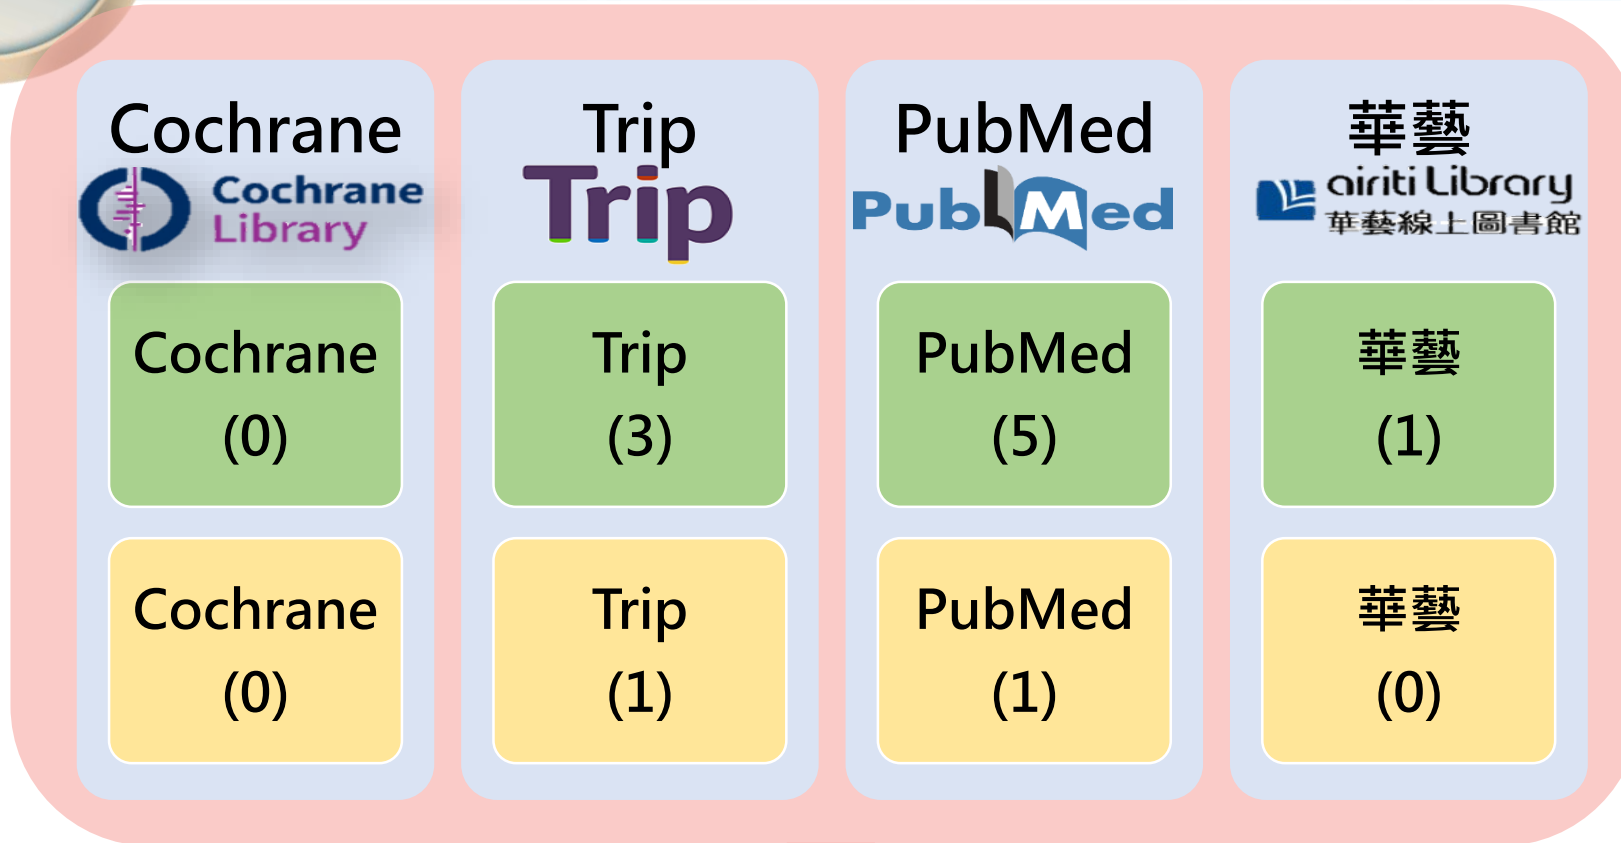 Cochrane
Cochrane
Library
Cochrane
(0)
Cochrane
(0)
Trip
Trip
Trip
(3)
Trip
(1)
PubMed
PubMed
PubMed
(5)
PubMed
(1)
華藝
airiti Library
華藝線上圖書館
華藝
(1)
華藝
(0)